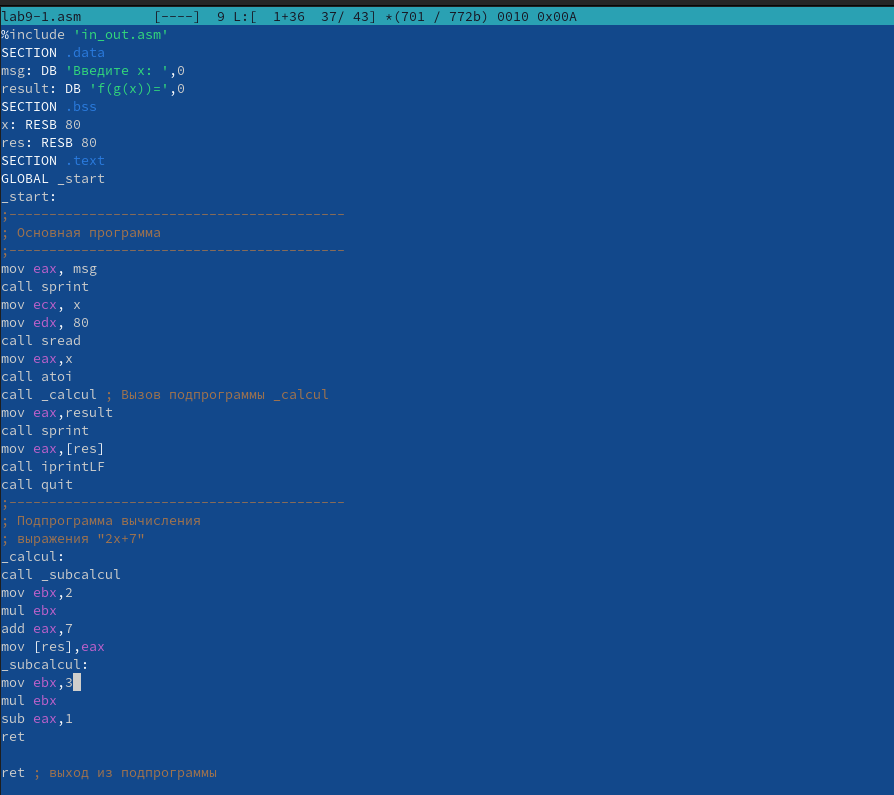 lab9-1.asm         [----]  9 L:[  1+36  37/ 43] *(701 / 772b) 0010 0x00A
%include 'in_out.asm'
SECTION .data
msg: DB 'Введите x: ',0
result: DB 'f(g(x))=',0
SECTION .bss
x: RESB 80
res: RESB 80
SECTION .text
GLOBAL _start
_start:
;------------------------------------------
; Основная программа
;------------------------------------------
mov eax, msg
call sprint
mov ecx, x
mov edx, 80
call sread
mov eax,x
call atoi
call _calcul ; Вызов подпрограммы _calcul
mov eax,result
call sprint
mov eax,[res]
call iprintLF
call quit
;------------------------------------------
; Подпрограмма вычисления
; выражения "2x+7"
_calcul:
call _subcalcul
mov ebx,2
mul ebx
add eax,7
mov [res],eax
_subcalcul:
mov ebx,3
mul ebx
sub eax,1
ret
ret ; выход из подпрограммы